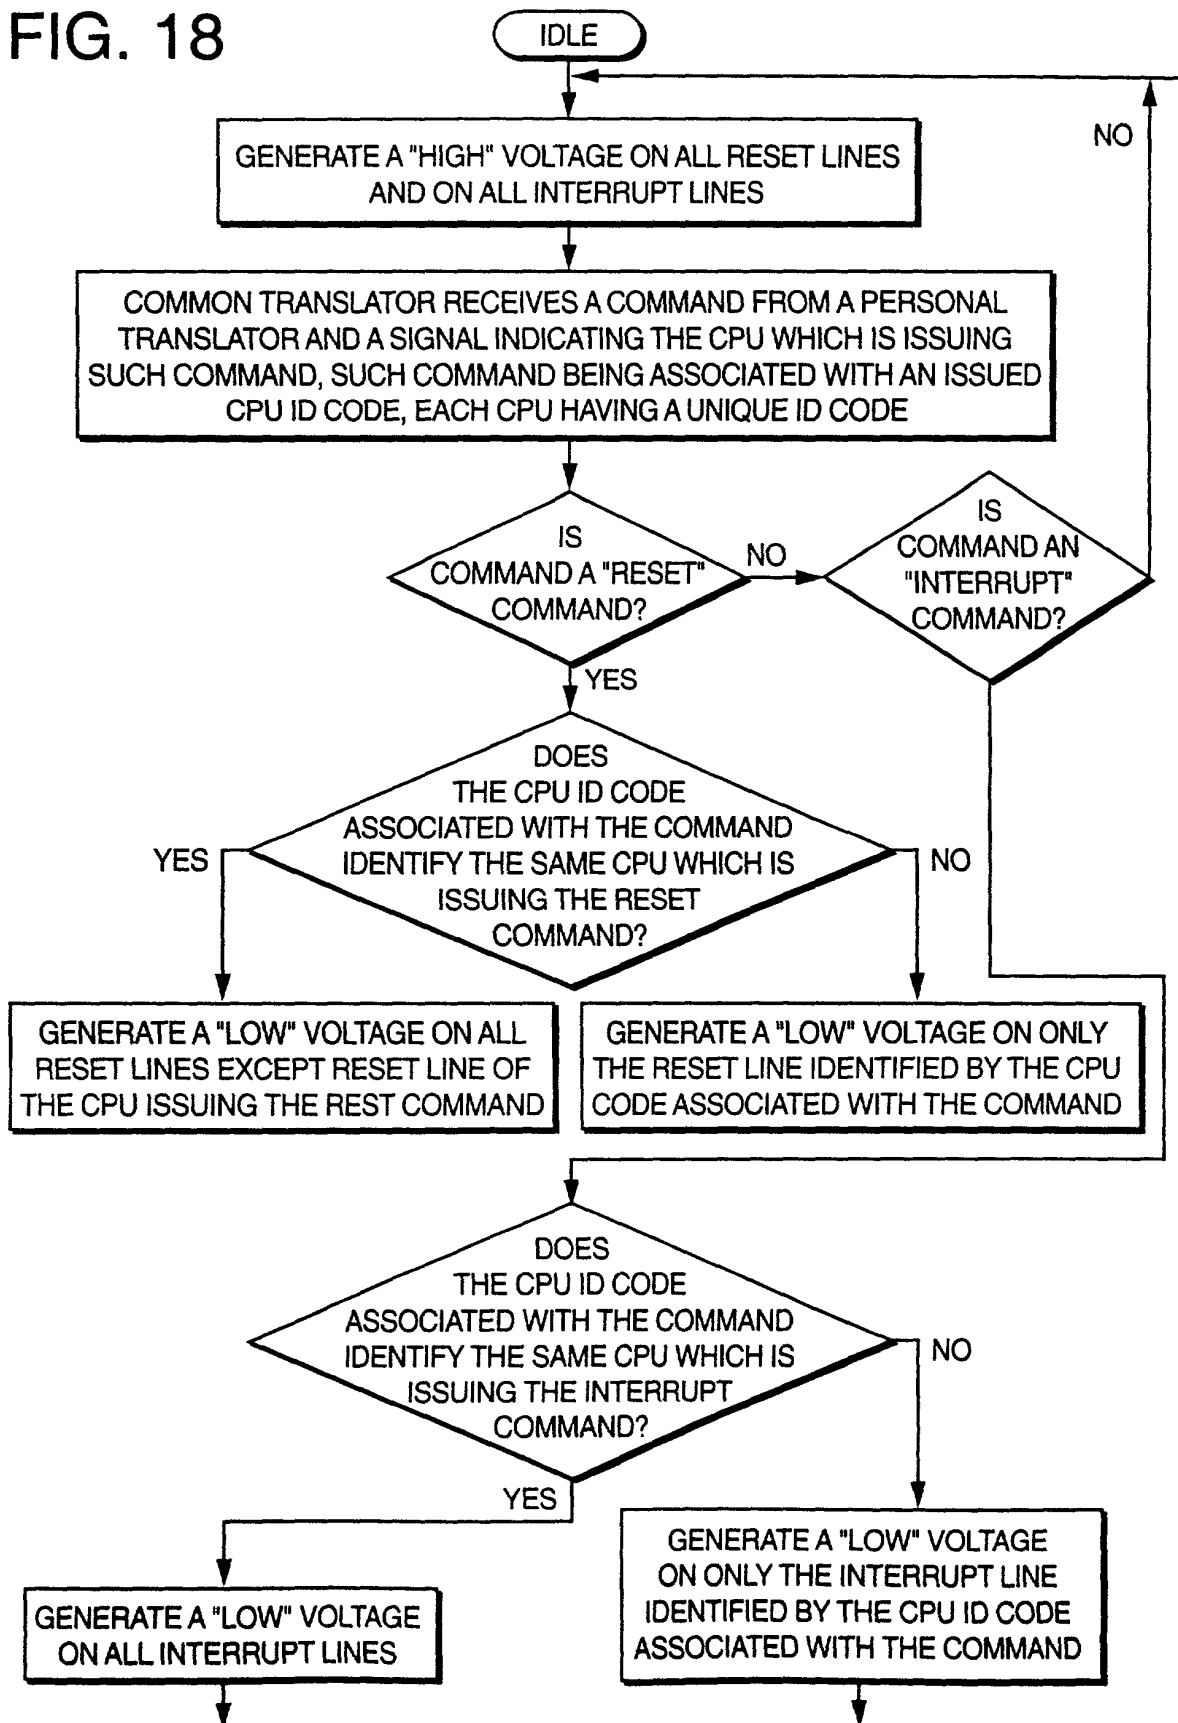 FIG. 18
IDLE
GENERATE A "HIGH" VOLTAGE ON ALL RESET LINES
AND ON ALL INTERRUPT LINES
COMMON TRANSLATOR RECEIVES A COMMAND FROM A PERSONAL
TRANSLATOR AND A SIGNAL INDICATING THE CPU WHICH IS ISSUING
SUCH COMMAND, SUCH COMMAND BEING ASSOCIATED WITH AN ISSUED
CPU ID CODE, EACH CPU HAVING A UNIQUE ID CODE
IS
COMMAND A "RESET"
COMMAND?
NO
IS
COMMAND AN
"INTERRUPT"
COMMAND?
NO
YES
DOES
THE CPU ID CODE
ASSOCIATED WITH THE COMMAND
IDENTIFY THE SAME CPU WHICH IS
ISSUING THE RESET
COMMAND?
YES
NO
GENERATE A "LOW" VOLTAGE ON ALL
RESET LINES EXCEPT RESET LINE OF
THE CPU ISSUING THE REST COMMAND
GENERATE A "LOW" VOLTAGE ON ONLY
THE RESET LINE IDENTIFIED BY THE CPU
CODE ASSOCIATED WITH THE COMMAND
DOES
THE CPU ID CODE
ASSOCIATED WITH THE COMMAND
IDENTIFY THE SAME CPU WHICH IS
ISSUING THE INTERRUPT
COMMAND?
NO
YES
GENERATE A "LOW" VOLTAGE
ON ALL INTERRUPT LINES
GENERATE A "LOW" VOLTAGE
ON ONLY THE INTERRUPT LINE
IDENTIFIED BY THE CPU ID CODE
ASSOCIATED WITH THE COMMAND